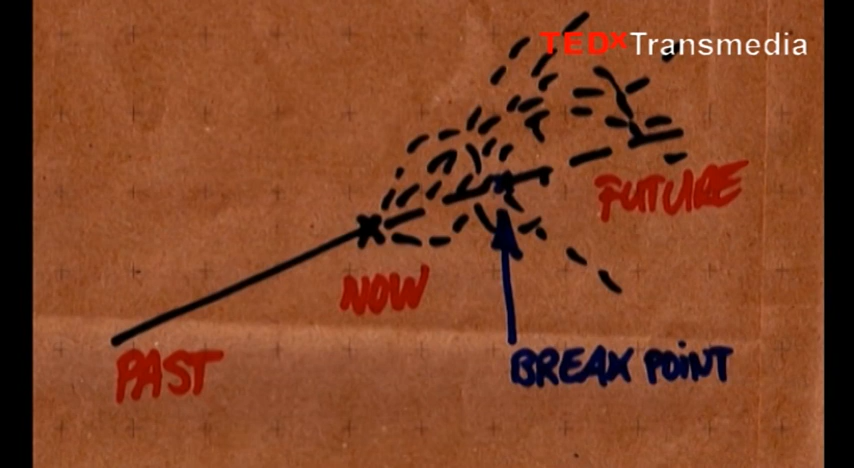 TEDxTransmedia
FUTURE
NOW
PAST
BREAK POINT